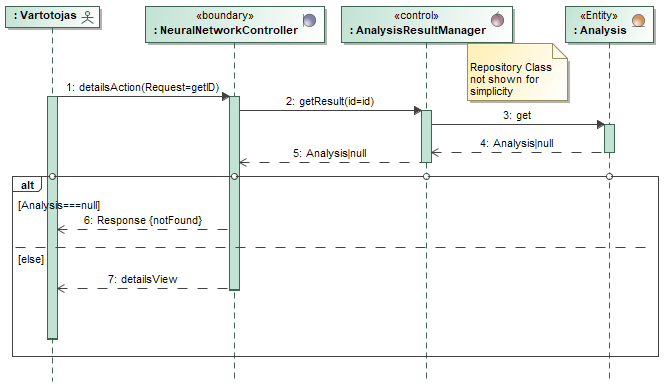 : Vartotojas
«boundary»
: NeuralNetworkController
«control»
: AnalysisResultManager
«Entity»
: Analysis
Repository Class
not shown for
simplicity
1: detailsAction(Request=getID)
2: getResult(id=id)
3: get
4: Analysis|null
5: Analysis|null
alt
[Analysis===null]
6: Response {notFound}
[else]
7: detailsView